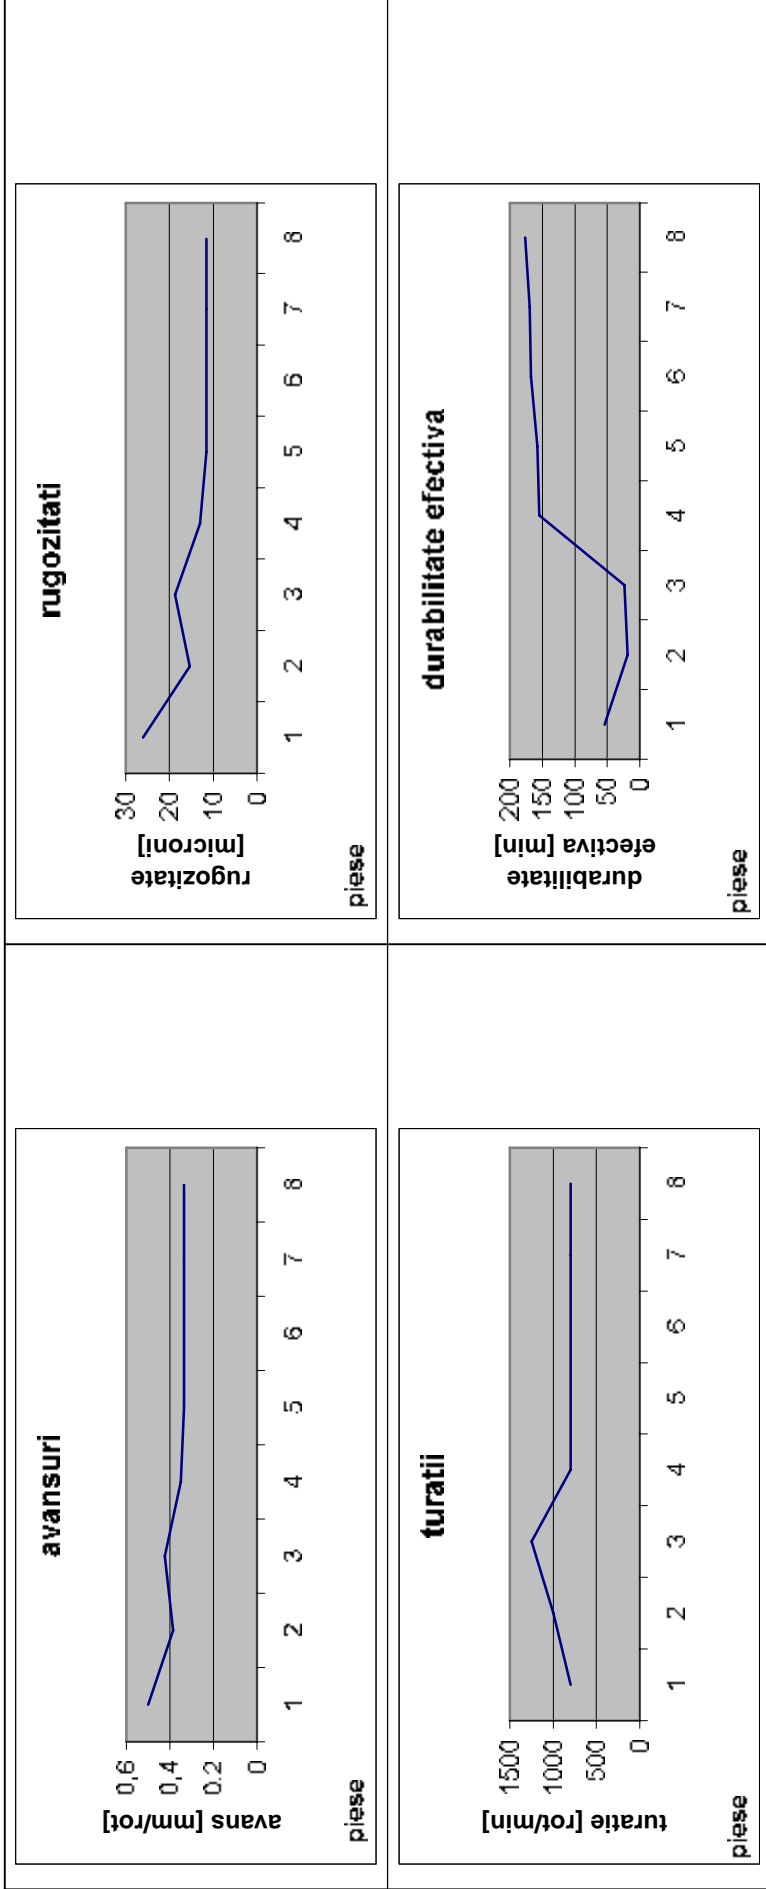 avansuri
avans [mm/rot]
0,6
0,4
0,2
0
1 2 3 4 5 6 7 8
piese
rugozitati
rugozitate
[microni]
30
20
10
0
1 2 3 4 5 6 7 8
piese
turatii
turatie [rot/min]
1500
1000
500
0
1 2 3 4 5 6 7 8
piese
durabilitate efectiva
durabilitate
efectiva [min]
200
150
100
50
0
1 2 3 4 5 6 7 8
piese